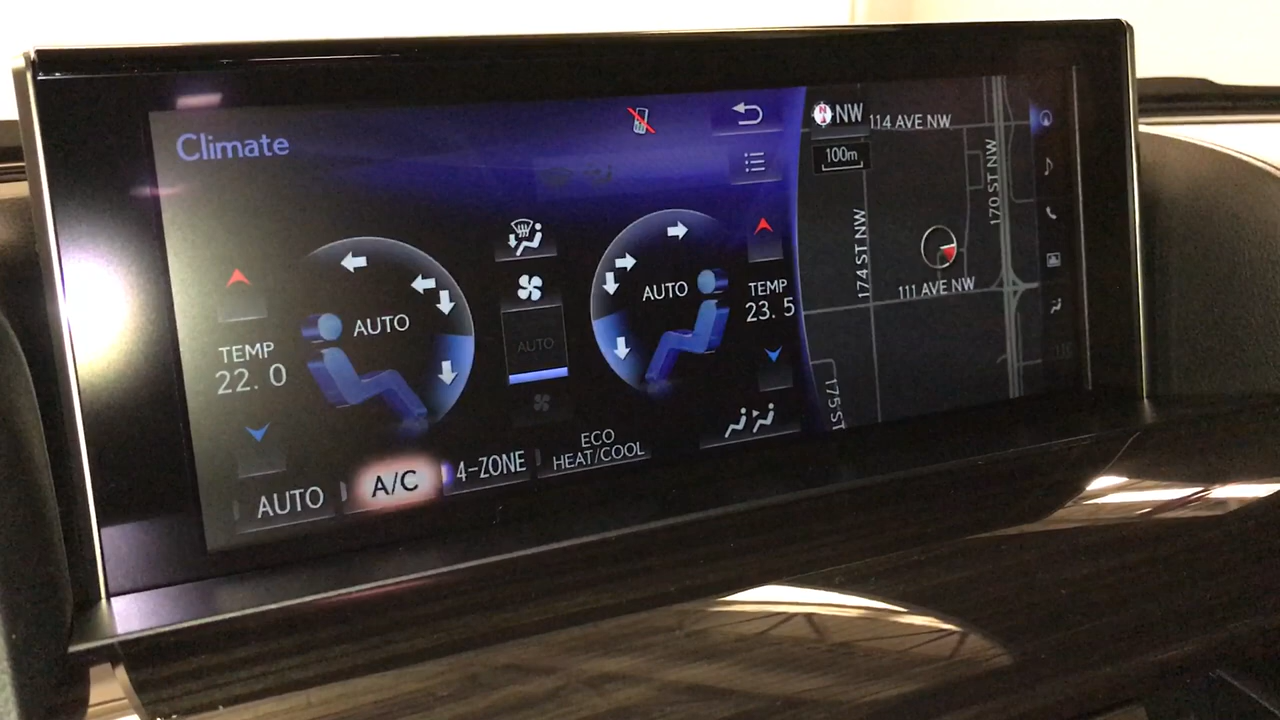 Climate
NW
114 AVE NW
100m
170 ST NW
174 ST NW
111 AVE NW
175 ST
AUTO
TEMP
22.0
AUTO
AUTO
TEMP
23.5
AUTO
A/C
4-ZONE
ECO
HEAT/COOL